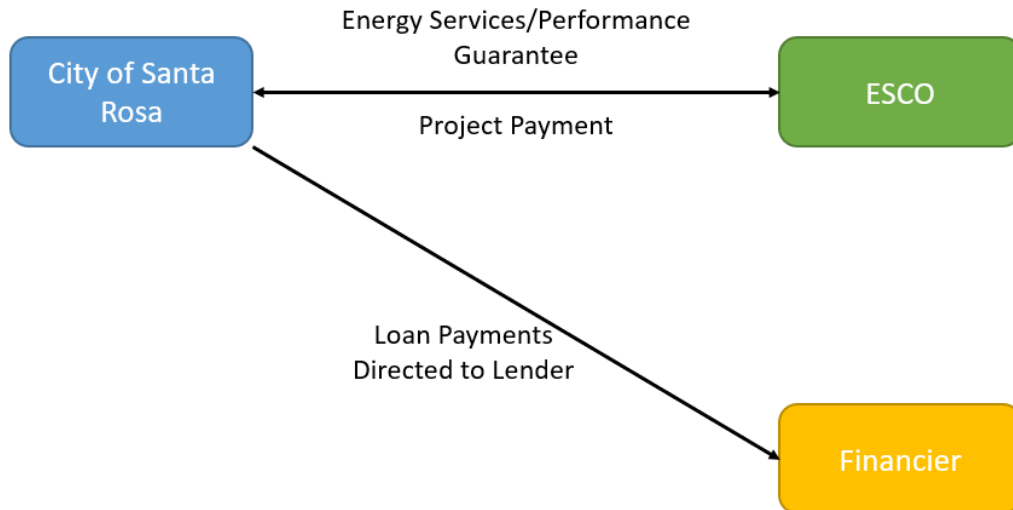 Energy Services/Performance
Guarantee
City of Santa
Rosa
ESCO
Project Payment
Loan Payments
Directed to Lender
Financier